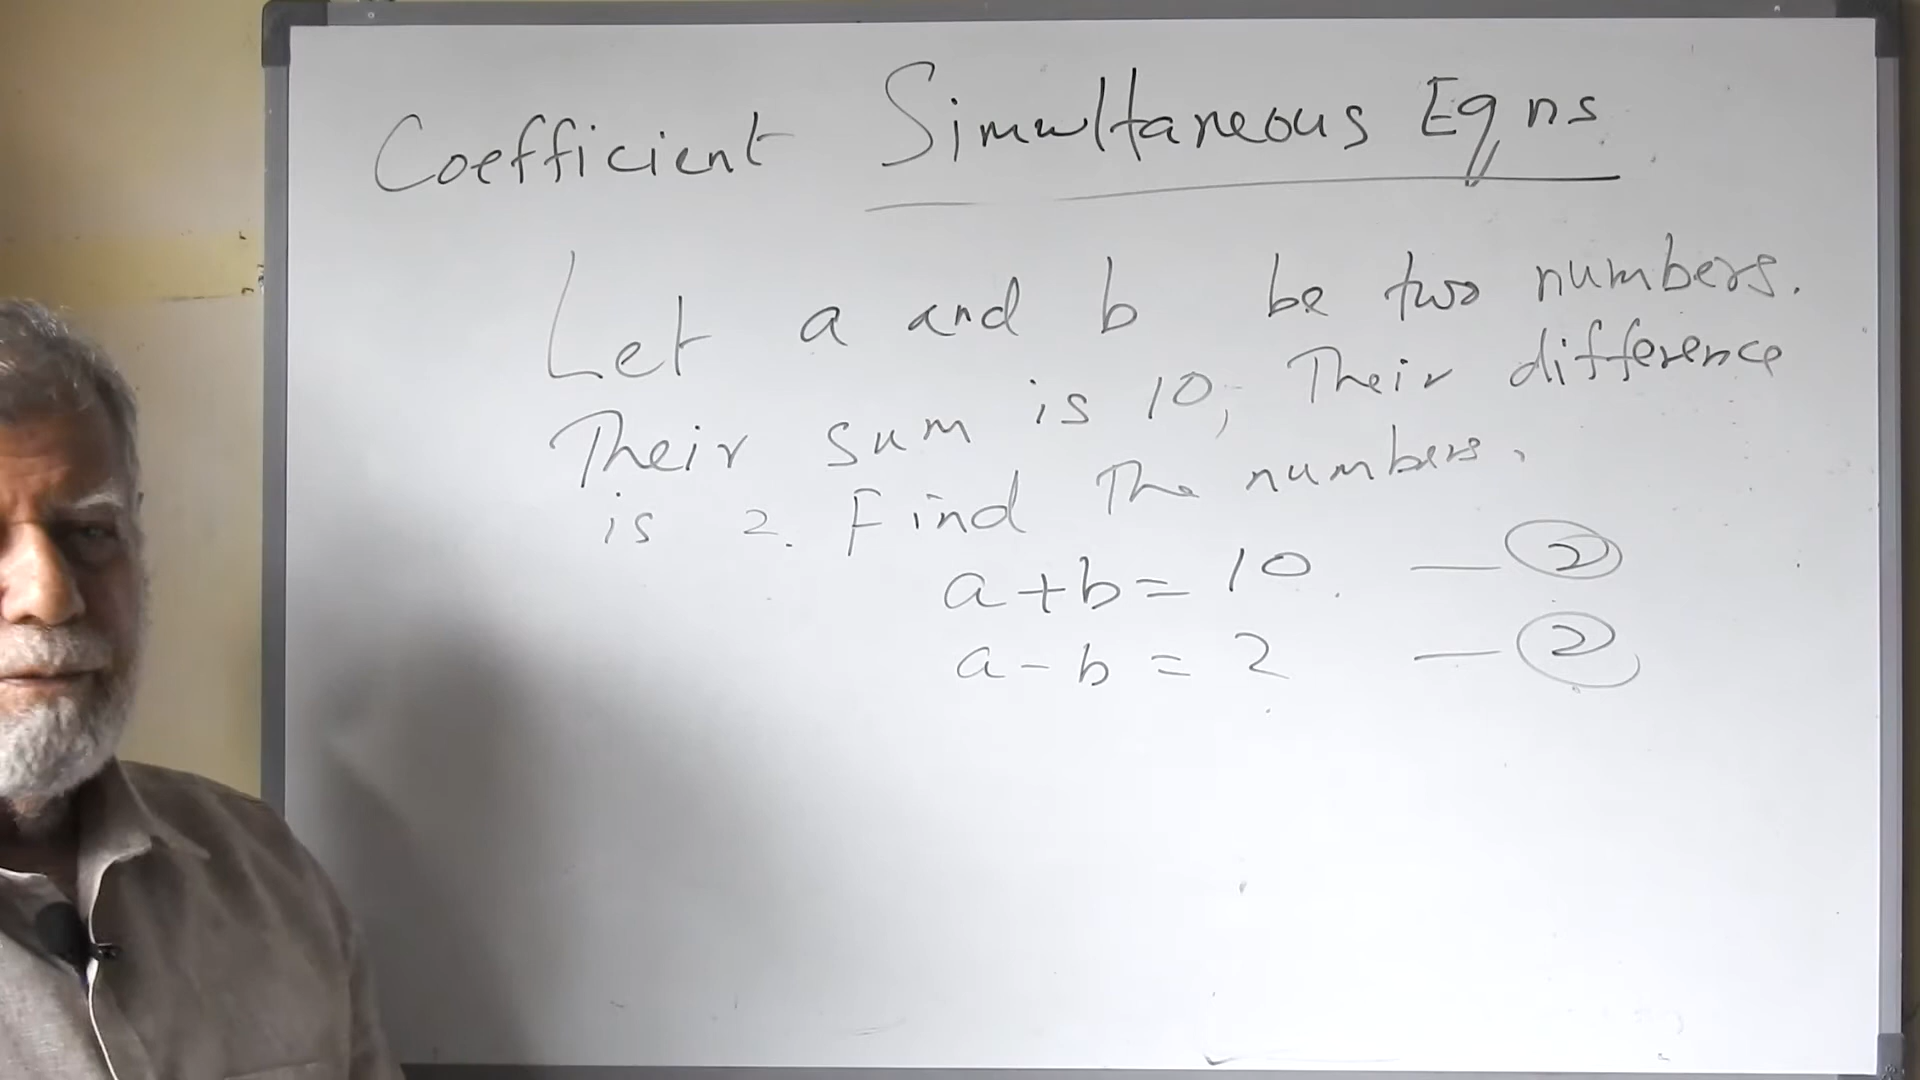 Coefficient Simultaneous Eqns
Let a and b be two numbers.
Their sum is 10, Their difference
is 2. Find The numbers.
a+b= 10. — 2
a-b = 2 — 2